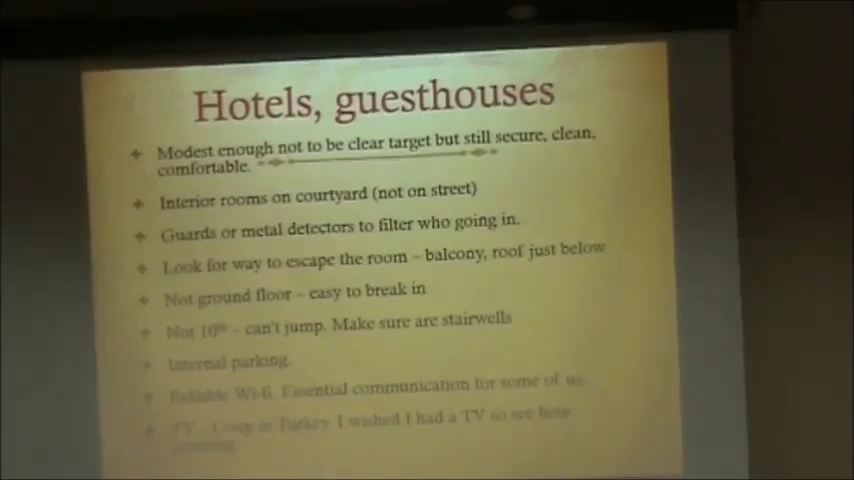 Hotels, guesthouses
Modest enough not to be clear target but still secure, clean,
comfortable.
Interior rooms on courtyard (not on street)
Guards or metal detectors to filter who going in.
Look for way to escape the room – balcony, roof just below
Not ground floor – easy to break in
Not 10th – can't jump. Make sure are stairwells
Internal parking.
Reliable Wi-fi. Essential communication for some of us.
TV – Coup in Turkey. I wished I had a TV so see how